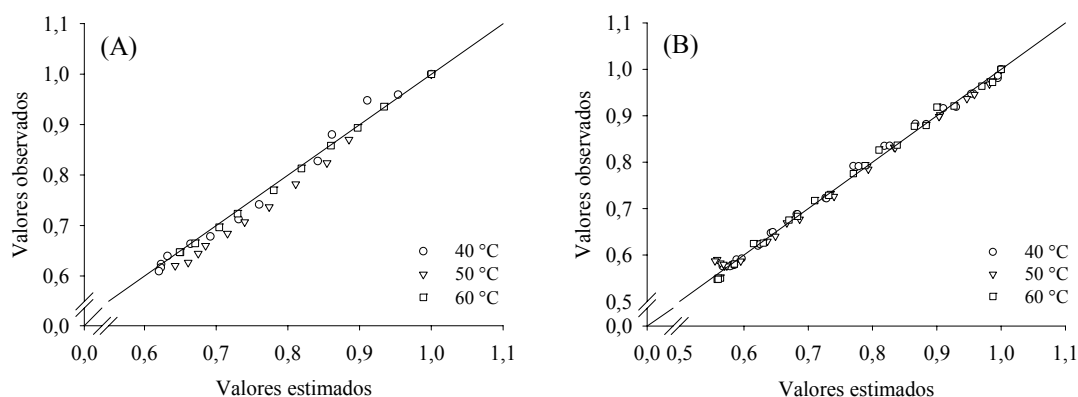 (A)
Valores observados
1,1
1,0
0,9
0,8
0,7
0,6
0,0
40 °C
50 °C
60 °C
0,0 0,6 0,7 0,8 0,9 1,0 1,1
Valores estimados
(B)
Valores observados
1,1
1,0
0,9
0,8
0,7
0,6
0,5
0,0
40 °C
50 °C
60 °C
0,0 0,5 0,6 0,7 0,8 0,9 1,0 1,1
Valores estimados